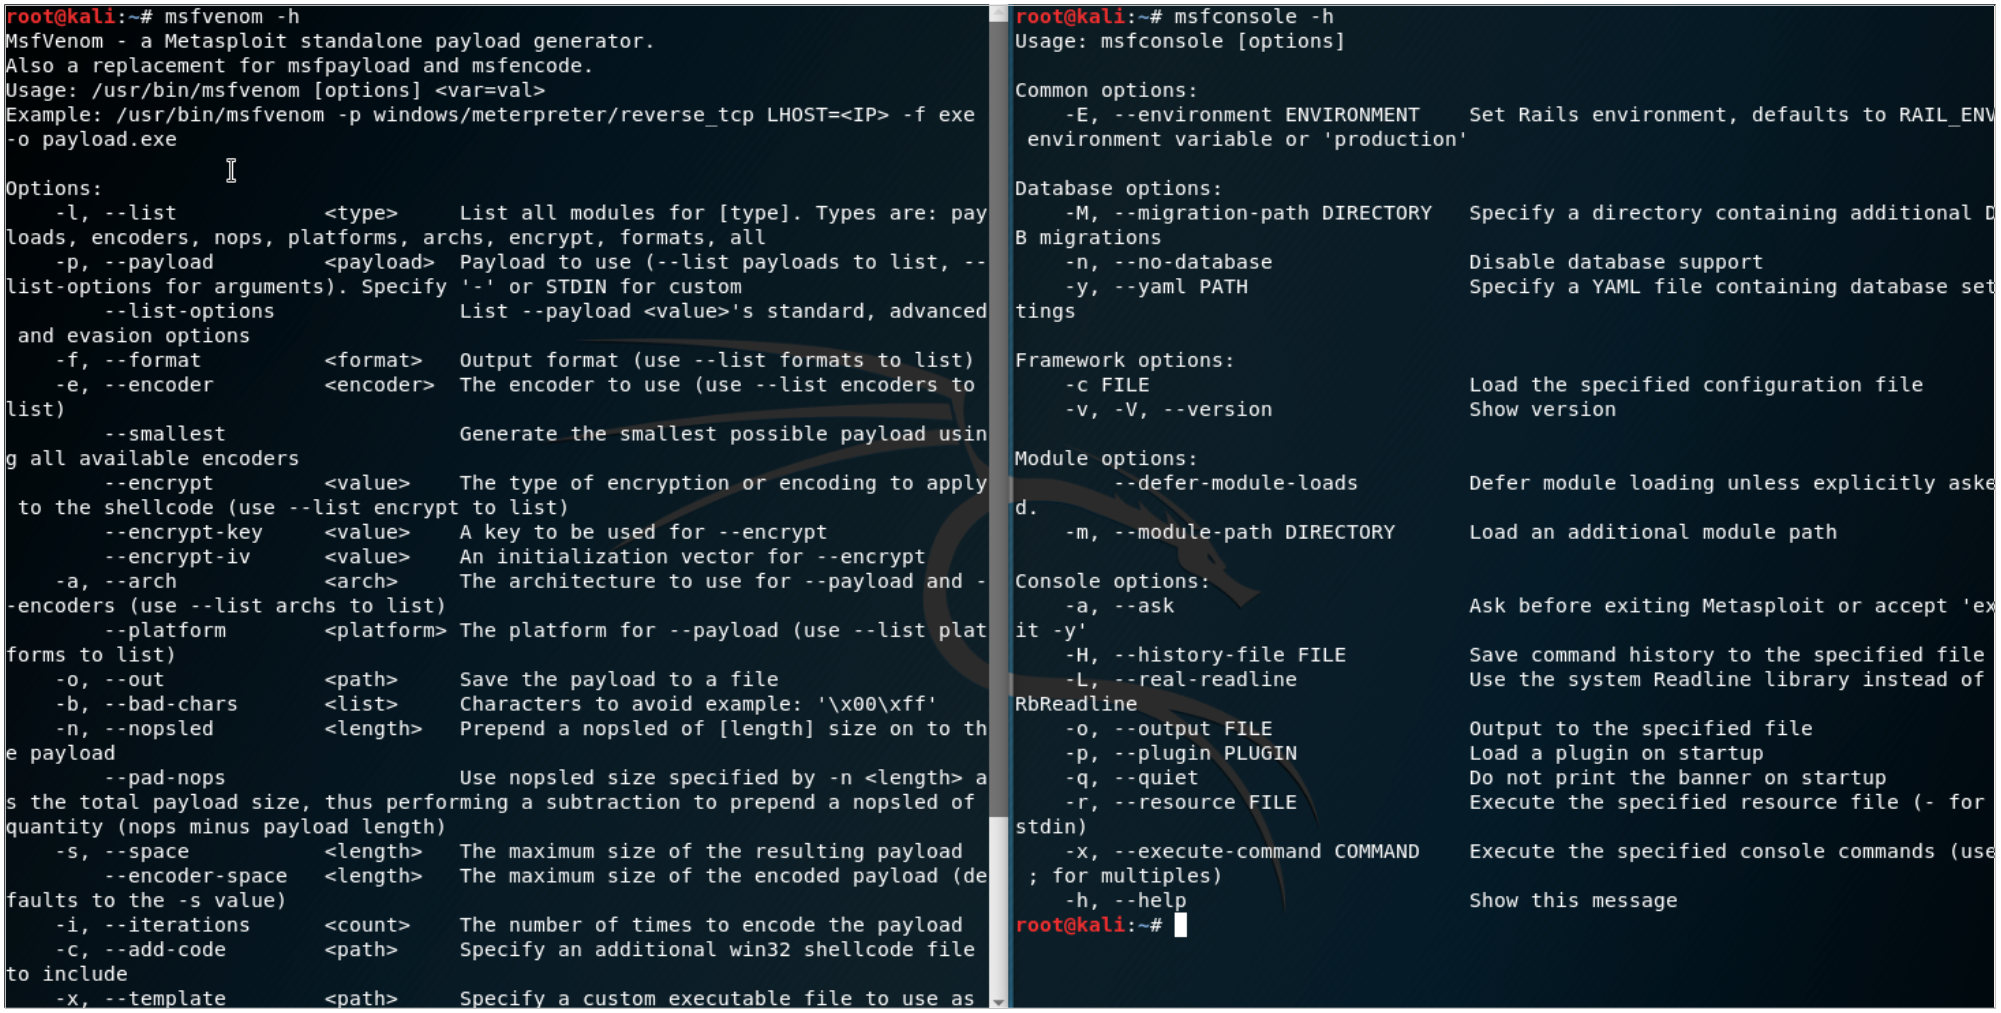 root@kali:~# msfvenom -h
MsfVenom - a Metasploit standalone payload generator.
Also a replacement for msfpayload and msfencode.
Usage: /usr/bin/msfvenom [options] <var=val>
Example: /usr/bin/msfvenom -p windows/meterpreter/reverse_tcp LHOST=<IP> -f exe
-o payload.exe

Options:
    -l, --list            <type>     List all modules for [type]. Types are: pay
loads, encoders, nops, platforms, archs, encrypt, formats, all
    -p, --payload         <payload>  Payload to use (--list payloads to list, --
list-options for arguments). Specify '-' or STDIN for custom
        --list-options               List --payload <value>'s standard, advanced
 and evasion options
    -f, --format          <format>   Output format (use --list formats to list)
    -e, --encoder         <encoder>  The encoder to use (use --list encoders to
list)
        --smallest                   Generate the smallest possible payload usin
g all available encoders
        --encrypt         <value>    The type of encryption or encoding to apply
 to the shellcode (use --list encrypt to list)
        --encrypt-key     <value>    A key to be used for --encrypt
        --encrypt-iv      <value>    An initialization vector for --encrypt
    -a, --arch            <arch>     The architecture to use for --payload and -
-encoders (use --list archs to list)
        --platform        <platform> The platform for --payload (use --list plat
forms to list)
    -o, --out             <path>     Save the payload to a file
    -b, --bad-chars       <list>     Characters to avoid example: '\x00\xff'
    -n, --nopsled         <length>   Prepend a nopsled of [length] size on to th
e payload
        --pad-nops                   Use nopsled size specified by -n <length> a
s the total payload size, thus performing a subtraction to prepend a nopsled of
quantity (nops minus payload length)
    -s, --space           <length>   The maximum size of the resulting payload
        --encoder-space   <length>   The maximum size of the encoded payload (de
faults to the -s value)
    -i, --iterations      <count>    The number of times to encode the payload
    -c, --add-code        <path>     Specify an additional win32 shellcode file
to include
    -x, --template        <path>     Specify a custom executable file to use as
root@kali:~# msfconsole -h
Usage: msfconsole [options]

Common options:
    -E, --environment ENVIRONMENT    Set Rails environment, defaults to RAIL_ENV
 environment variable or 'production'

Database options:
    -M, --migration-path DIRECTORY   Specify a directory containing additional D
B migrations
    -n, --no-database                Disable database support
    -y, --yaml PATH                  Specify a YAML file containing database set
tings

Framework options:
    -c FILE                          Load the specified configuration file
    -v, -V, --version                Show version

Module options:
        --defer-module-loads         Defer module loading unless explicitly aske
d.
    -m, --module-path DIRECTORY      Load an additional module path

Console options:
    -a, --ask                        Ask before exiting Metasploit or accept 'ex
it -y'
    -H, --history-file FILE          Save command history to the specified file
    -L, --real-readline              Use the system Readline library instead of
RbReadline
    -o, --output FILE                Output to the specified file
    -p, --plugin PLUGIN              Load a plugin on startup
    -q, --quiet                      Do not print the banner on startup
    -r, --resource FILE              Execute the specified resource file (- for
stdin)
    -x, --execute-command COMMAND    Execute the specified console commands (use
 ; for multiples)
    -h, --help                       Show this message
root@kali:~#